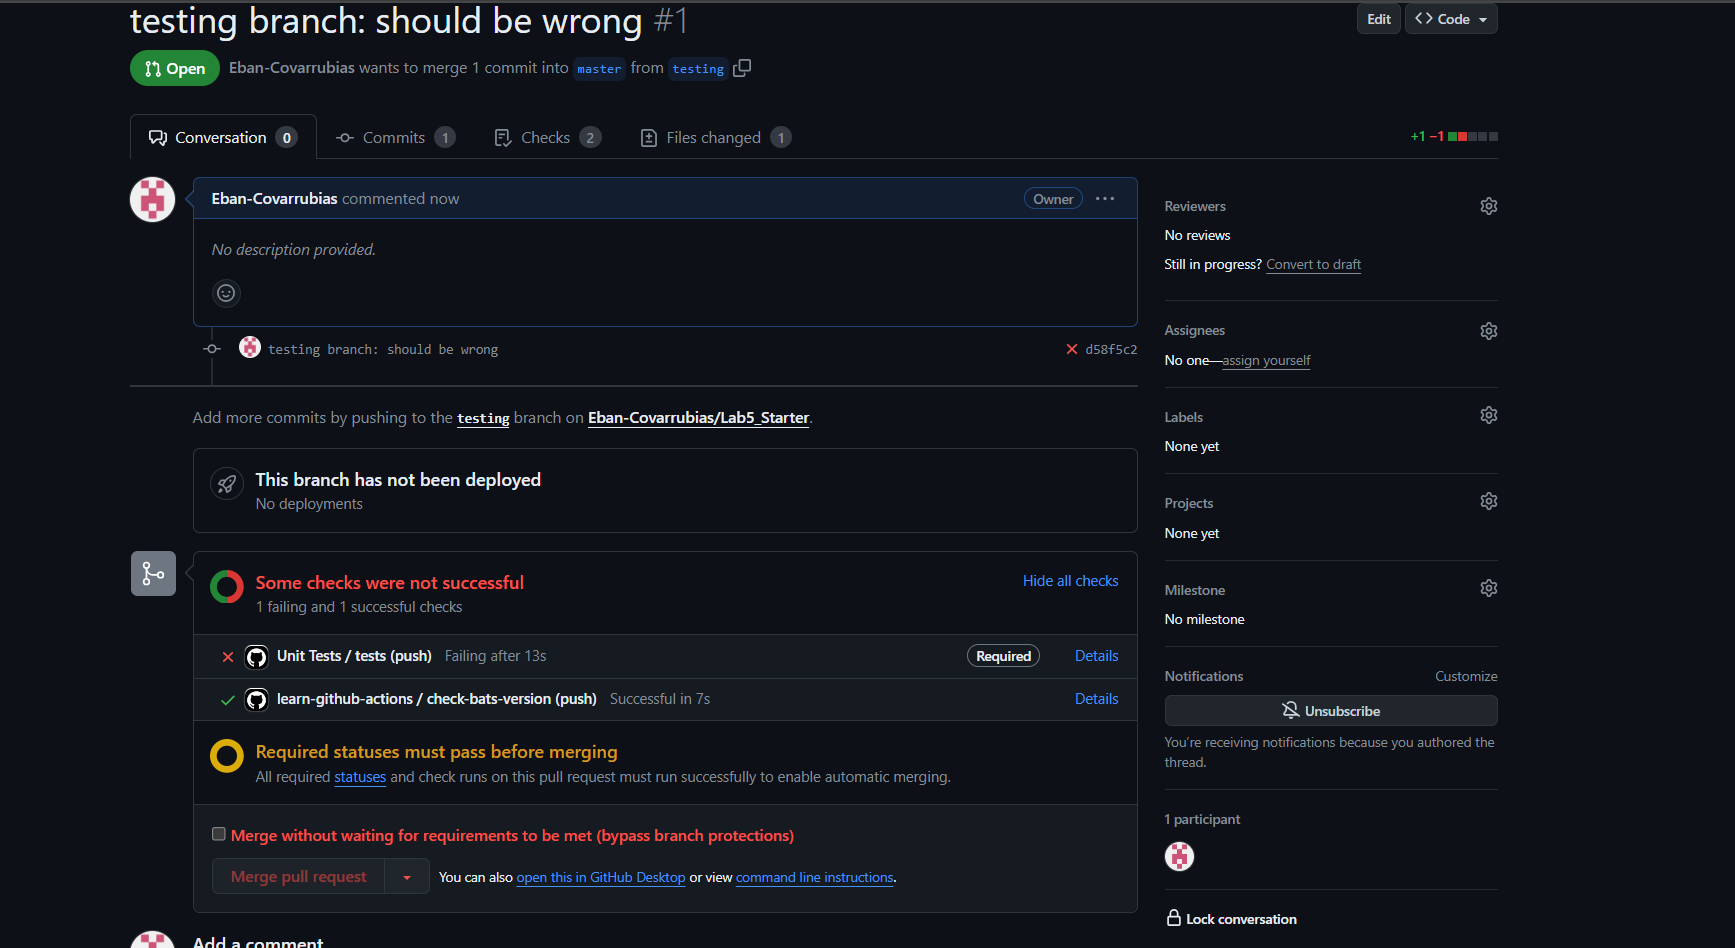 testing branch: should be wrong #1
Edit
Code
Open
Eban-Covarrubias wants to merge 1 commit into master from testing
Conversation 0
Commits 1
Checks 2
Files changed 1
+1 −1
Eban-Covarrubias commented now
Owner
No description provided.
testing branch: should be wrong
d58f5c2
Add more commits by pushing to the testing branch on Eban-Covarrubias/Lab5_Starter.
This branch has not been deployed
No deployments
Some checks were not successful
Hide all checks
1 failing and 1 successful checks
Unit Tests / tests (push) Failing after 13s
Required
Details
learn-github-actions / check-bats-version (push) Successful in 7s
Details
Required statuses must pass before merging
All required statuses and check runs on this pull request must run successfully to enable automatic merging.
Merge without waiting for requirements to be met (bypass branch protections)
Merge pull request
You can also open this in GitHub Desktop or view command line instructions.
Add a comment
Reviewers
No reviews
Still in progress? Convert to draft
Assignees
No one—assign yourself
Labels
None yet
Projects
None yet
Milestone
No milestone
Notifications
Customize
Unsubscribe
You're receiving notifications because you authored the
thread.
1 participant
Lock conversation